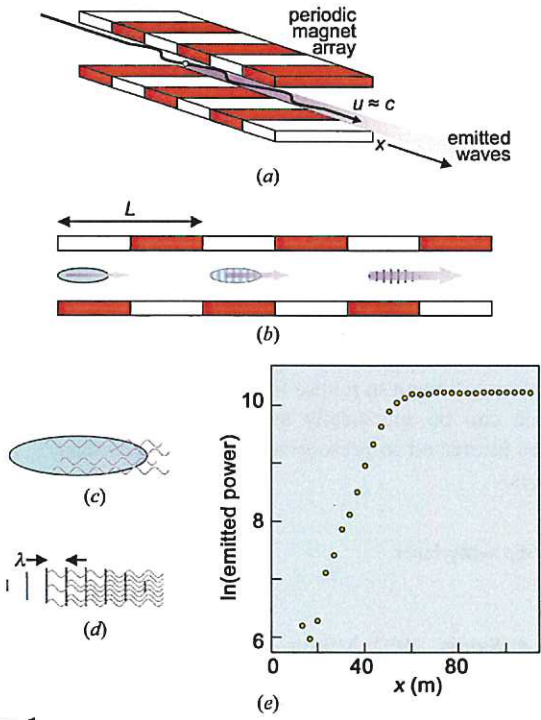 periodic
magnet
array
u ≈ c
x
emitted
waves
(a)
L
(b)
(c)
λ
(d)
ln(emitted power)
10
8
6
0
40
80
x (m)
(e)